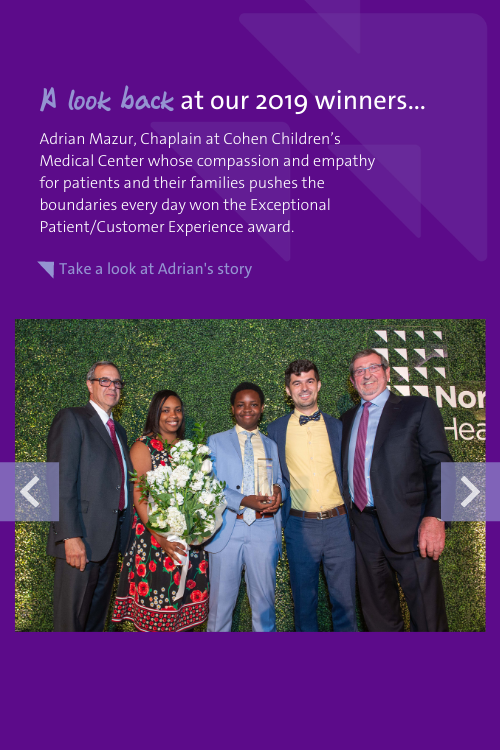 A look back at our 2019 winners...
Adrian Mazur, Chaplain at Cohen Children’s
Medical Center whose compassion and empathy
for patients and their families pushes the
boundaries every day won the Exceptional
Patient/Customer Experience award.
Take a look at Adrian's story
Nor
Hea